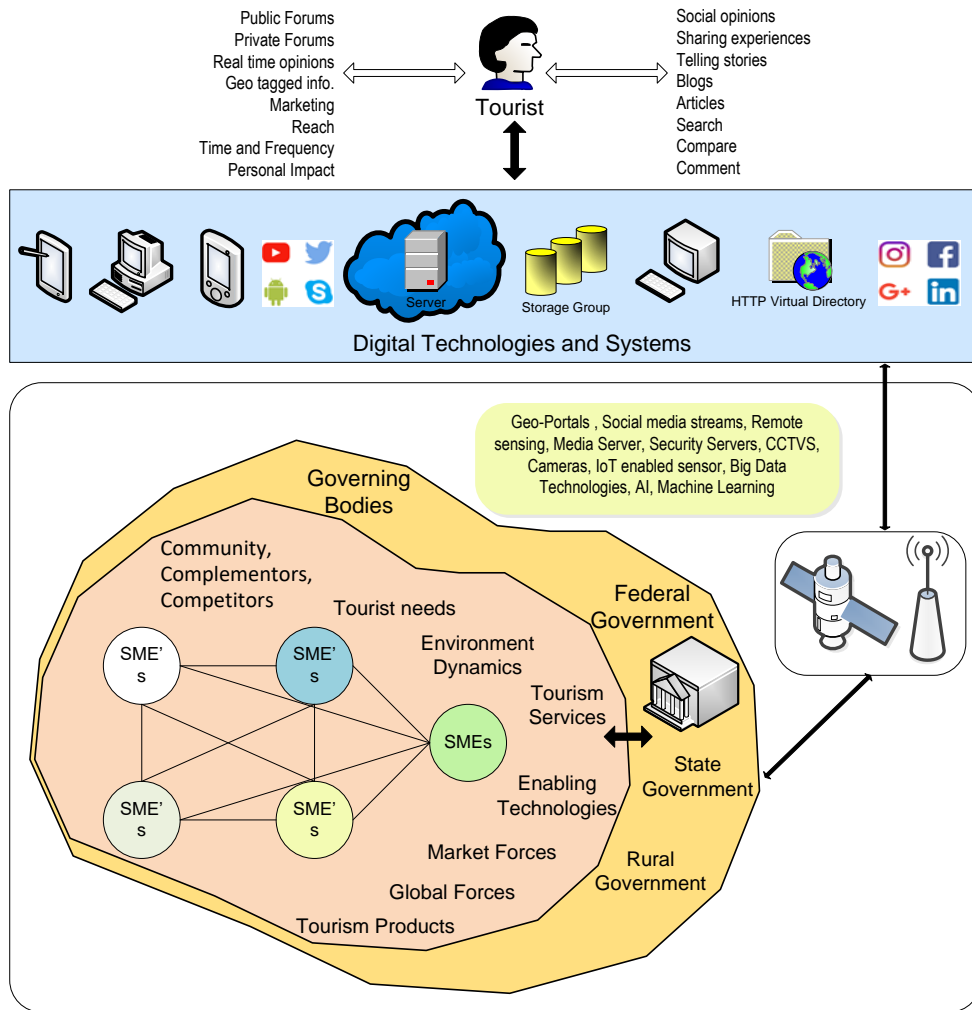 Public Forums
Private Forums
Real time opinions
Geo tagged info.
Marketing
Reach
Time and Frequency
Personal Impact
Tourist
Social opinions
Sharing experiences
Telling stories
Blogs
Articles
Search
Compare
Comment
Server
Storage Group
HTTP Virtual Directory
G+
in
Digital Technologies and Systems
Geo-Portals , Social media streams, Remote
sensing, Media Server, Security Servers, CCTVS,
Cameras, IoT enabled sensor, Big Data
Technologies, AI, Machine Learning
Governing
Bodies
Community,
Complementors,
Competitors
Tourist needs
Federal
Government
Environment
Dynamics
SME'
s
SME'
s
Tourism
Services
SMEs
State
Government
Enabling
Technologies
SME'
s
SME'
s
Market Forces
Rural
Government
Global Forces
Tourism Products